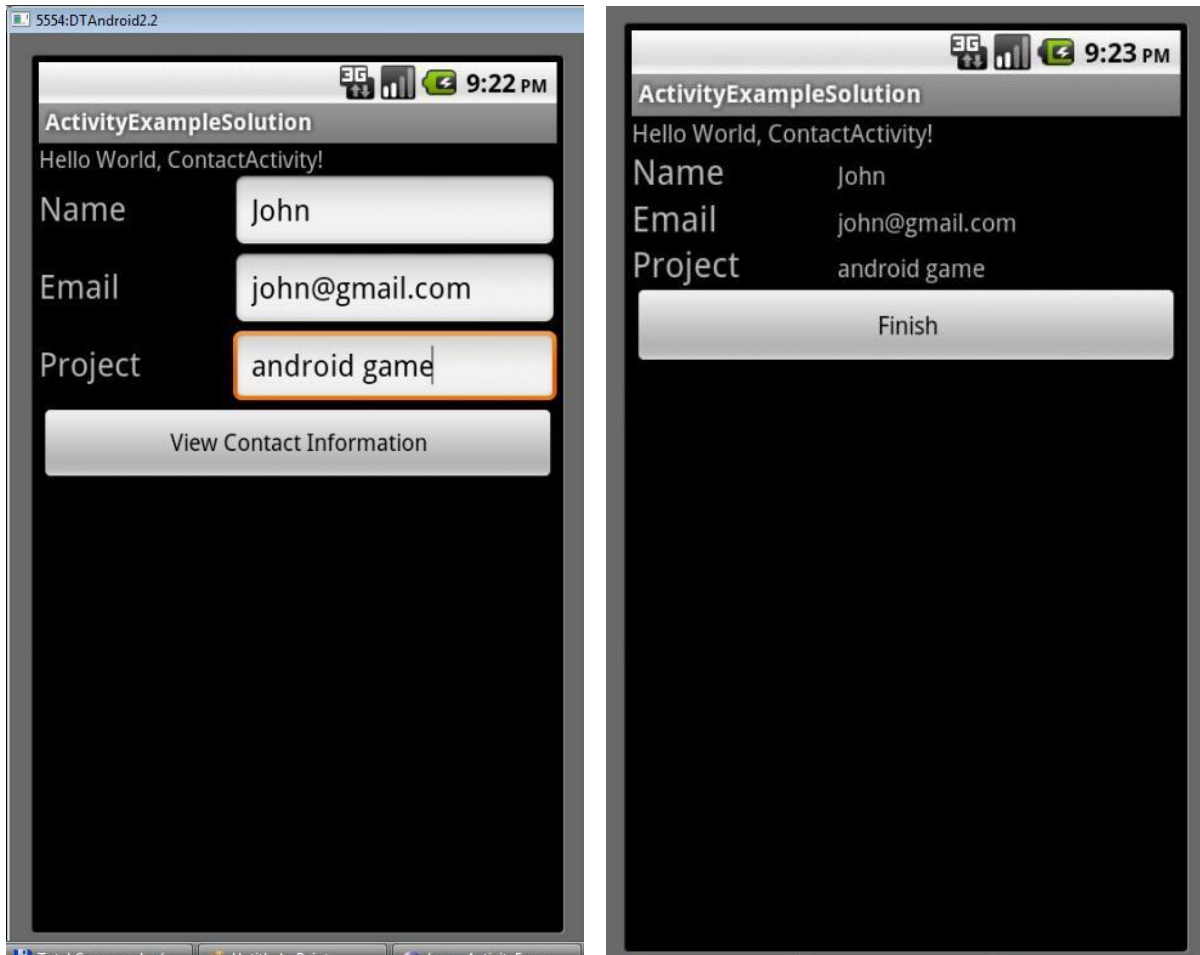 5554:DTAndroid2.2
9:22 PM
ActivityExampleSolution
Hello World, ContactActivity!
Name John
Email john@gmail.com
Project android game
View Contact Information
9:23 PM
ActivityExampleSolution
Hello World, ContactActivity!
Name John
Email john@gmail.com
Project android game
Finish